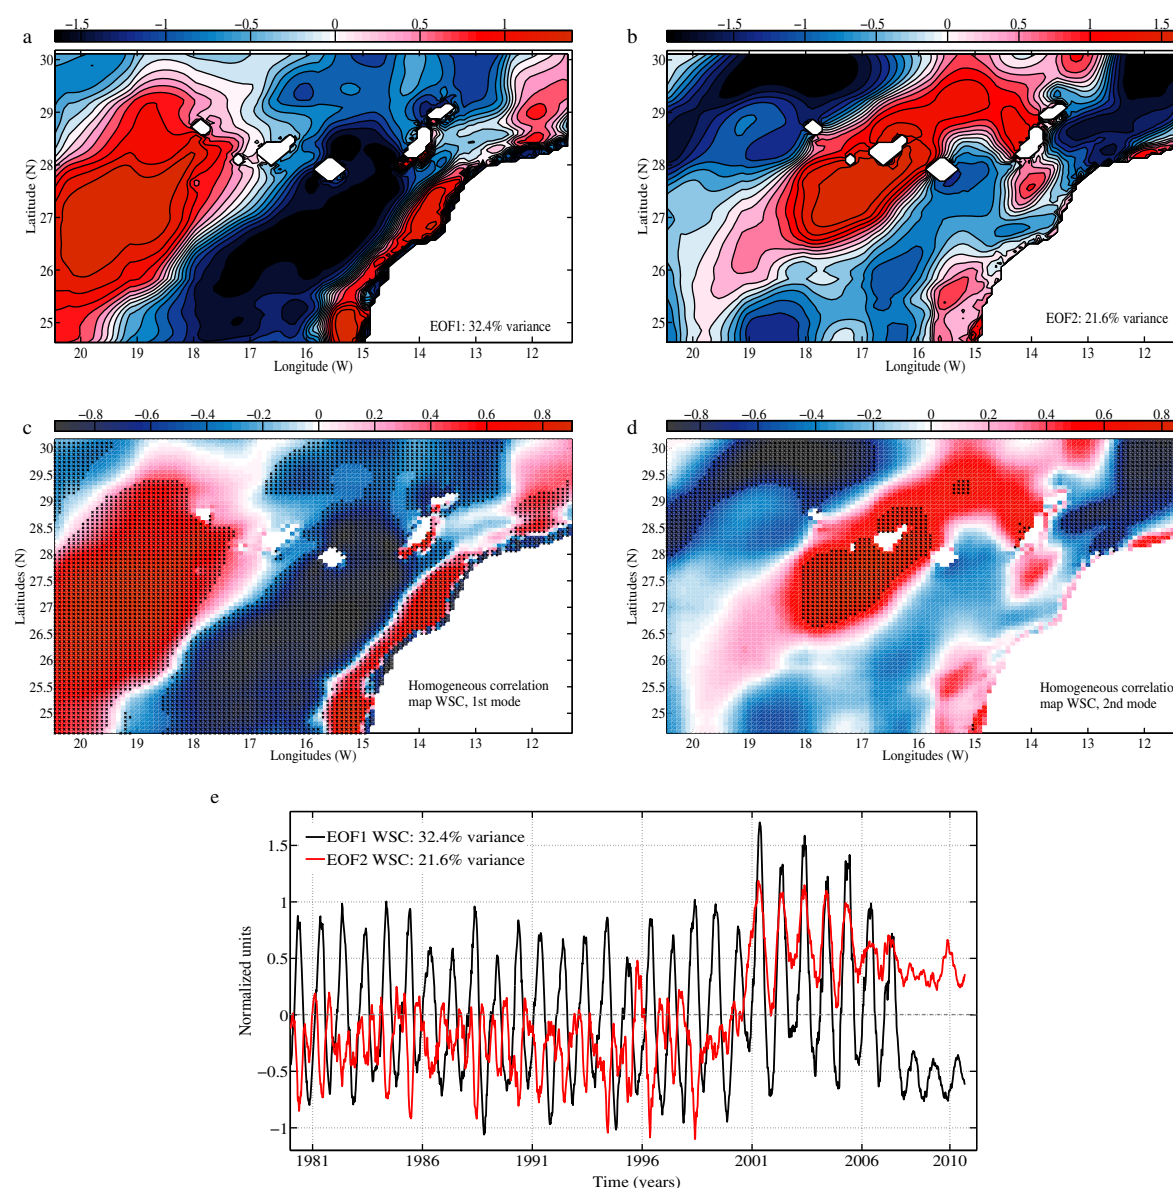 a
−1.5 −1 −0.5 0 0.5 1
30
29
28
27
26
25
Latitude (N)
EOF1: 32.4% variance
20 19 18 17 16 15 14 13 12
Longitude (W)
b
−1.5 −1 −0.5 0 0.5 1 1.5
30
29
28
27
26
25
Latitude (N)
EOF2: 21.6% variance
20 19 18 17 16 15 14 13 12
Longitude (W)
c
−0.8 −0.6 −0.4 −0.2 0 0.2 0.4 0.6 0.8
30
29.5
29
28.5
28
27.5
27
26.5
26
25.5
25
Latitudes (N)
Homogeneous correlation
map WSC, 1st mode
20 19 18 17 16 15 14 13 12
Longitudes (W)
d
−0.8 −0.6 −0.4 −0.2 0 0.2 0.4 0.6 0.8
30
29.5
29
28.5
28
27.5
27
26.5
26
25.5
25
Latitudes (N)
Homogeneous correlation
map WSC, 2nd mode
20 19 18 17 16 15 14 13 12
Longitudes (W)
e
EOF1 WSC: 32.4% variance
EOF2 WSC: 21.6% variance
1.5
1
0.5
0
−0.5
−1
Normalized units
1981 1986 1991 1996 2001 2006 2010
Time (years)